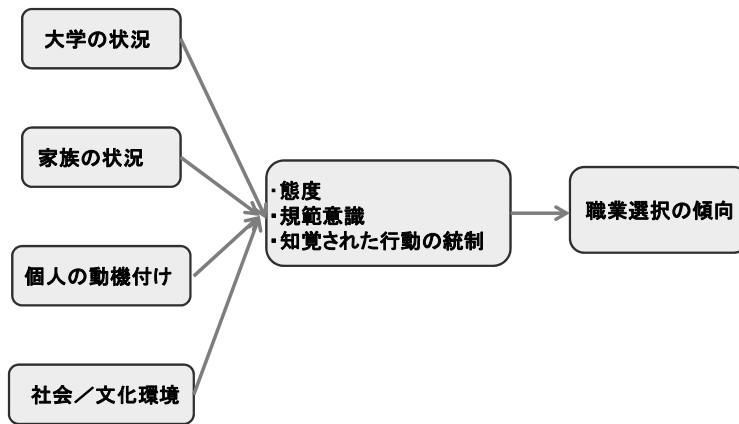 大学の状況
家族の状況
個人の動機付け
社会／文化環境
・態度
・規範意識
・知覚された行動の統制
職業選択の傾向